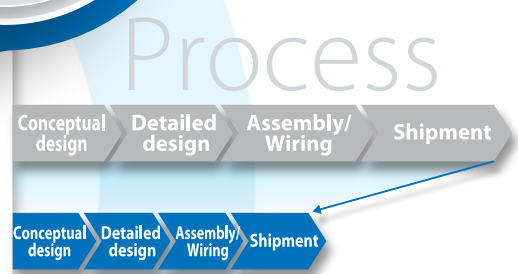 Process
Conceptual
design
Detailed
design
Assembly/
Wiring
Shipment
Conceptual
design
Detailed
design
Assembly/
Wiring
Shipment